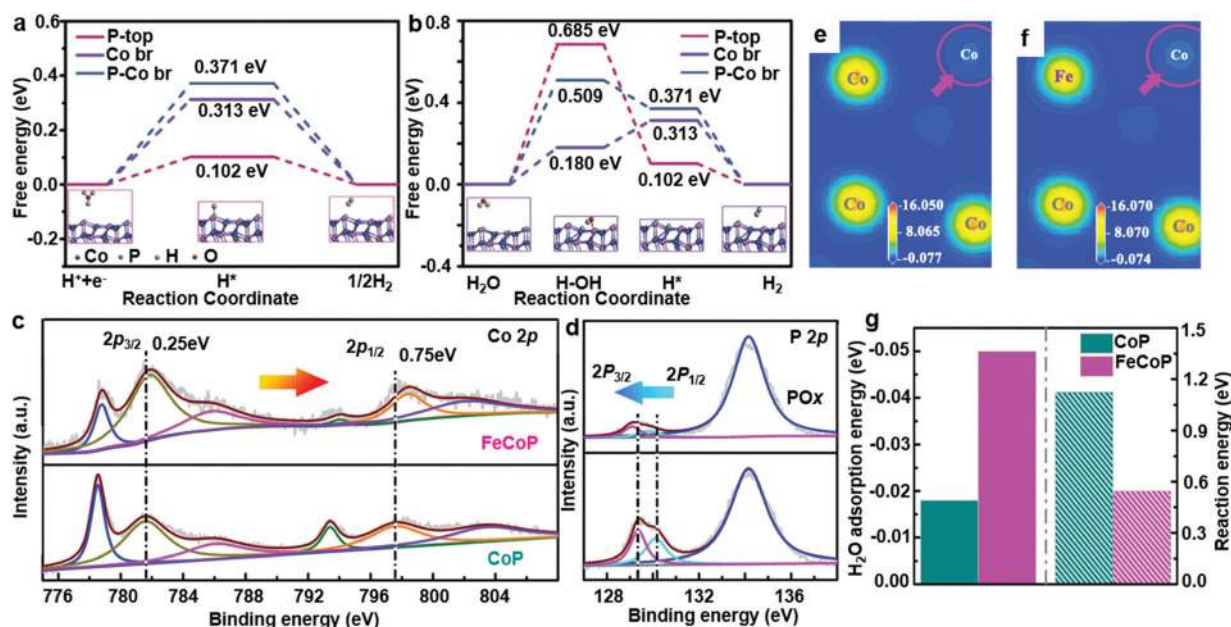 a
P-top
Co br
P-Co br
0.371 eV
0.313 eV
0.102 eV
0.4
0.2
0.0
-0.2
Free energy (eV)
Co P H O
H⁺+e⁻ H* 1/2H₂
Reaction Coordinate
b
0.685 eV
P-top
Co br
P-Co br
0.509
0.371 eV
0.313
0.180 eV
0.102 eV
0.8
0.4
0.0
-0.4
Free energy (eV)
H₂O H-OH H* H₂
Reaction Coordinate
e
Co
Co
Co
Co
16.050
8.065
-0.077
f
Fe
Co
Co
Co
16.070
8.070
-0.074
c
2p₃/₂ 0.25eV
2p₁/₂ 0.75eV
Co 2p
FeCoP
CoP
Intensity (a.u.)
776 780 784 788 792 796 800 804
Binding energy (eV)
d
P 2p
2P₃/₂ 2P₁/₂
POx
Intensity (a.u.)
128 132 136
Binding energy (eV)
g
CoP
FeCoP
-0.05
-0.04
-0.03
-0.02
-0.01
0.00
H₂O adsorption energy (eV)
1.5
1.2
0.9
0.6
0.3
0.0
Reaction energy (eV)